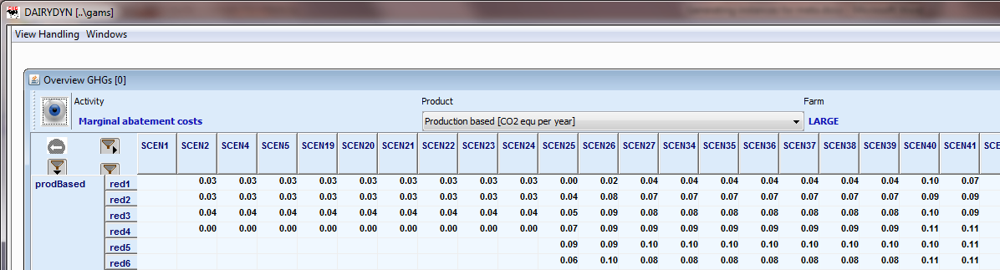 DAIRYDYN [..\gams]
View Handling Windows
Overview GHGs [0]
Activity Product Farm
Marginal abatement costs Production based [CO2 equ per year] LARGE
SCEN1 SCEN2 SCEN4 SCEN5 SCEN19 SCEN20 SCEN21 SCEN22 SCEN23 SCEN24 SCEN25 SCEN26 SCEN27 SCEN34 SCEN35 SCEN36 SCEN37 SCEN38 SCEN39 SCEN40 SCEN41
prodBased red1 0.03 0.03 0.03 0.03 0.03 0.03 0.03 0.03 0.03 0.00 0.02 0.04 0.04 0.04 0.04 0.04 0.04 0.04 0.10 0.07
red2 0.03 0.03 0.03 0.03 0.03 0.03 0.03 0.03 0.03 0.04 0.08 0.07 0.07 0.07 0.07 0.07 0.07 0.07 0.09 0.09
red3 0.04 0.04 0.04 0.04 0.04 0.04 0.04 0.04 0.04 0.05 0.09 0.08 0.08 0.08 0.08 0.08 0.08 0.08 0.10 0.09
red4 0.00 0.00 0.00 0.00 0.00 0.00 0.00 0.00 0.00 0.07 0.09 0.09 0.09 0.09 0.09 0.09 0.09 0.09 0.11 0.11
red5 0.09 0.09 0.10 0.10 0.10 0.10 0.10 0.10 0.10 0.10 0.11
red6 0.06 0.10 0.08 0.08 0.08 0.08 0.08 0.08 0.08 0.11 0.11